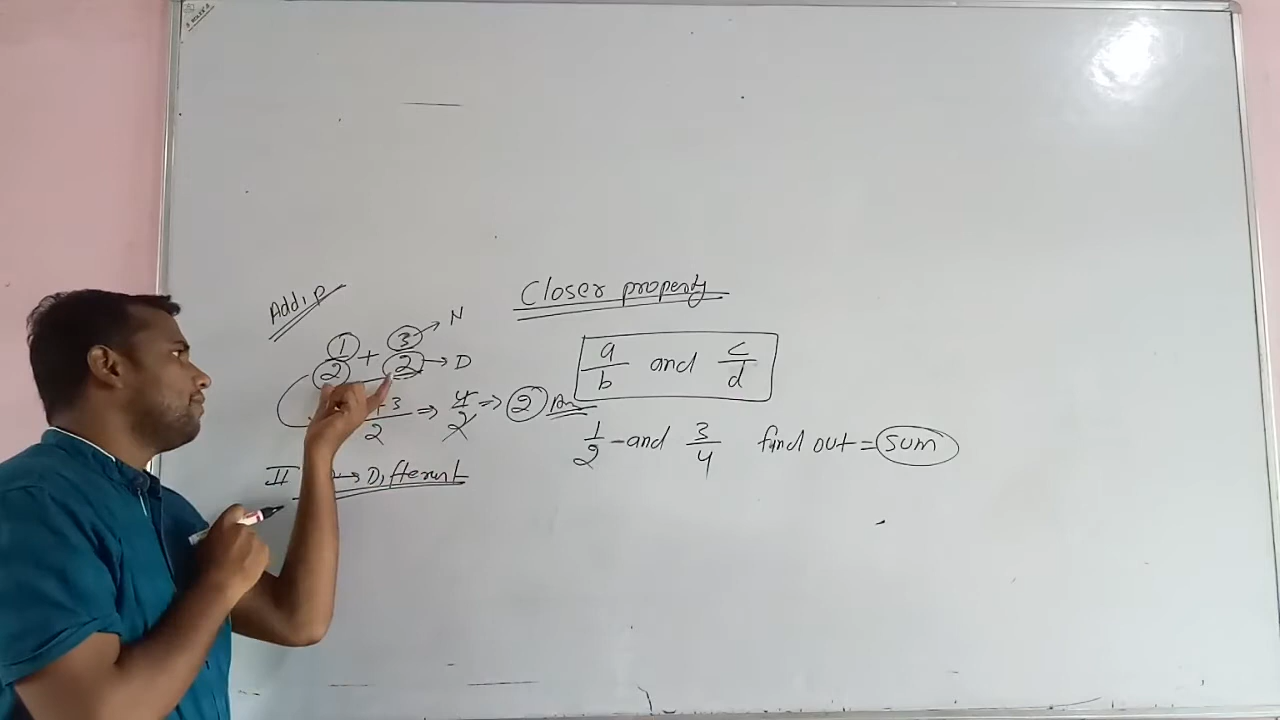 Closer property
1/2 + 3/2 → N → D
+3/2 ⇒ 4/2 ⇒ 2
II → Different
a/b and c/d
1/2 - and 3/4 find out = sum